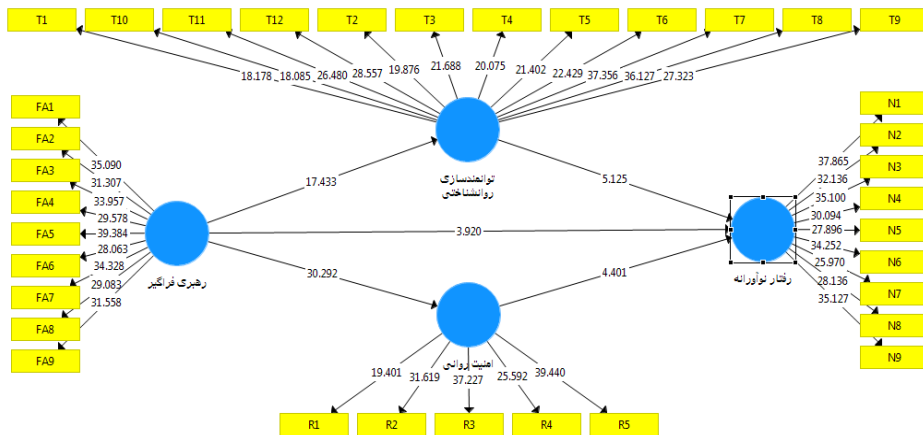 T1 T10 T11 T12 T2 T3 T4 T5 T6 T7 T8 T9
18.178 18.085 26.480 28.557 19.876 21.688 20.075 21.402 22.429 37.356 36.127 27.323
FA1
FA2
FA3
FA4
FA5
FA6
FA7
FA8
FA9
35.090
31.307
33.957
29.578
39.384
28.063
34.328
29.083
31.558
رهبری فراگیر
17.433
توانمندسازی
روانشناختی
5.125
3.920
30.292
4.401
امنیت روانی
19.401 31.619 37.227 25.592 39.440
R1 R2 R3 R4 R5
رفتار نوآورانه
37.865
32.136
35.100
30.094
27.896
34.252
25.970
28.136
35.127
N1
N2
N3
N4
N5
N6
N7
N8
N9